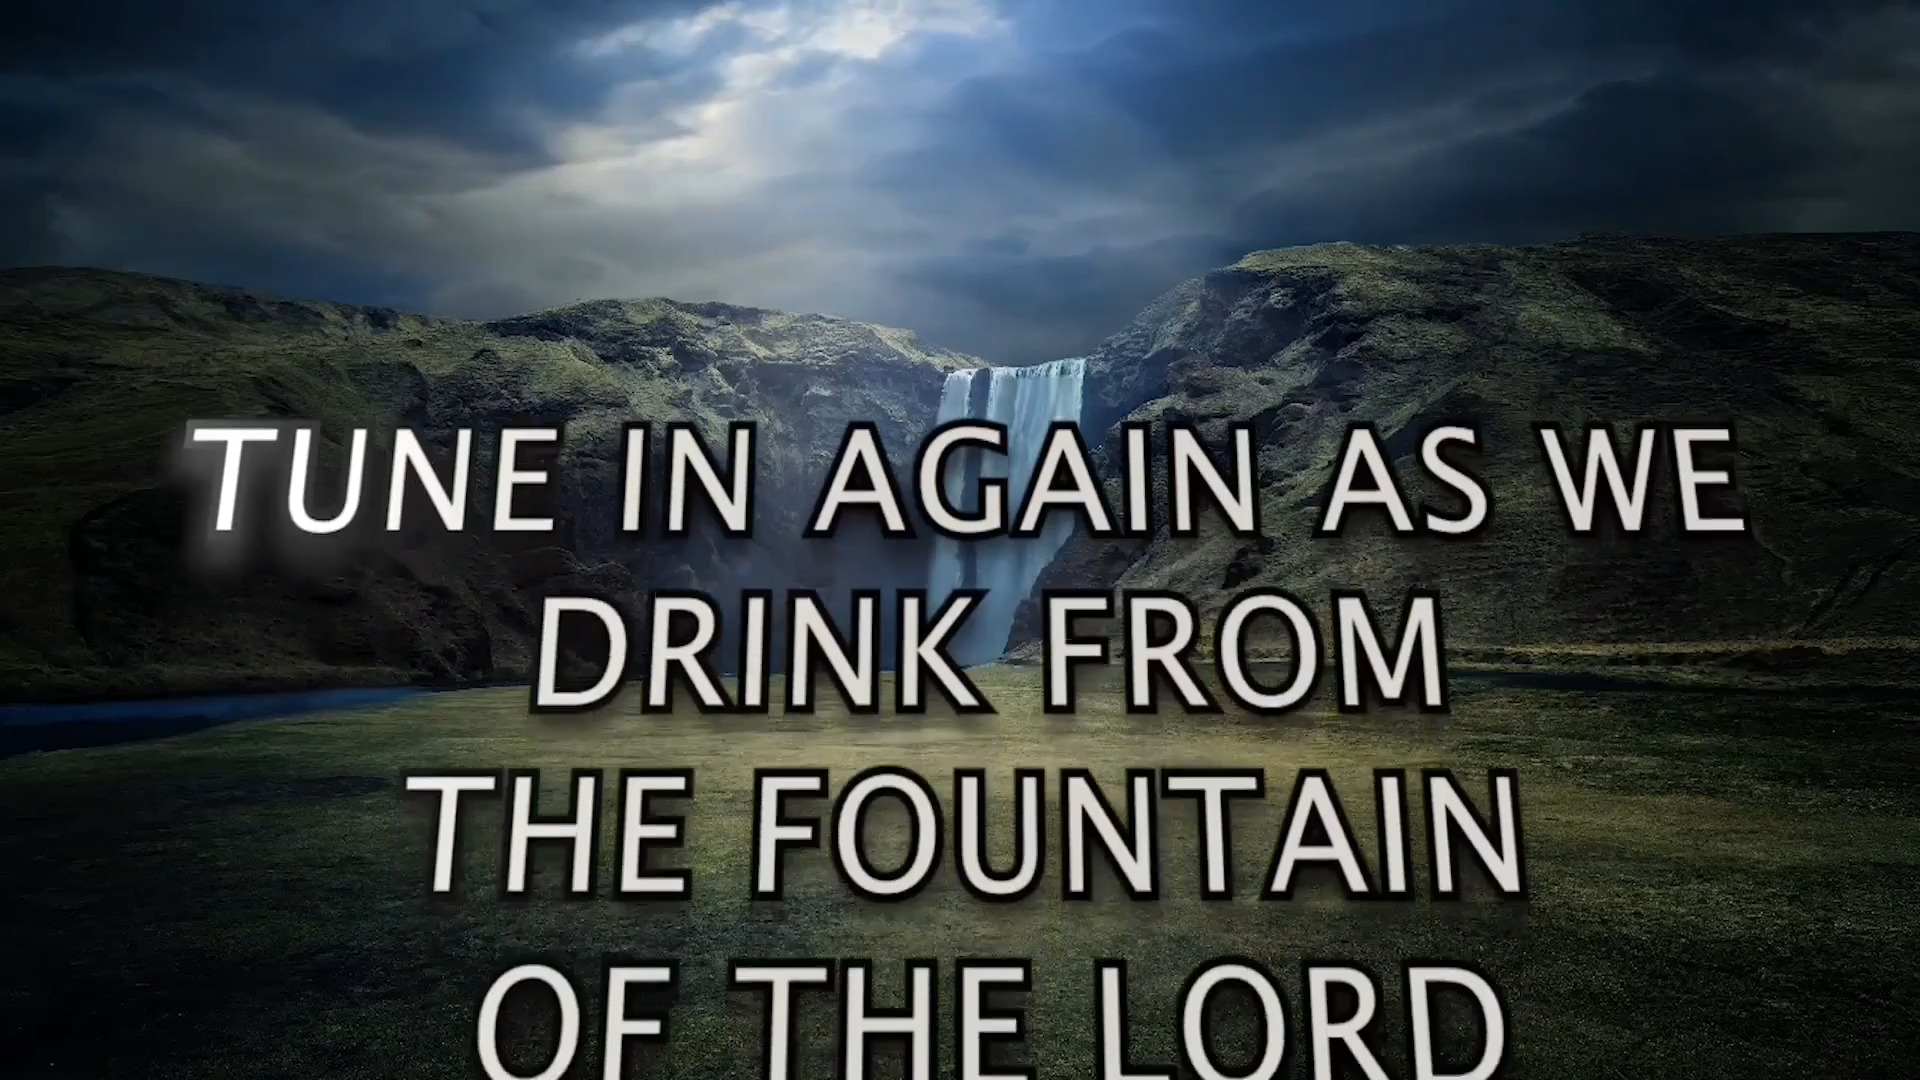 TUNE IN AGAIN AS WE
DRINK FROM
THE FOUNTAIN
OF THE LORD